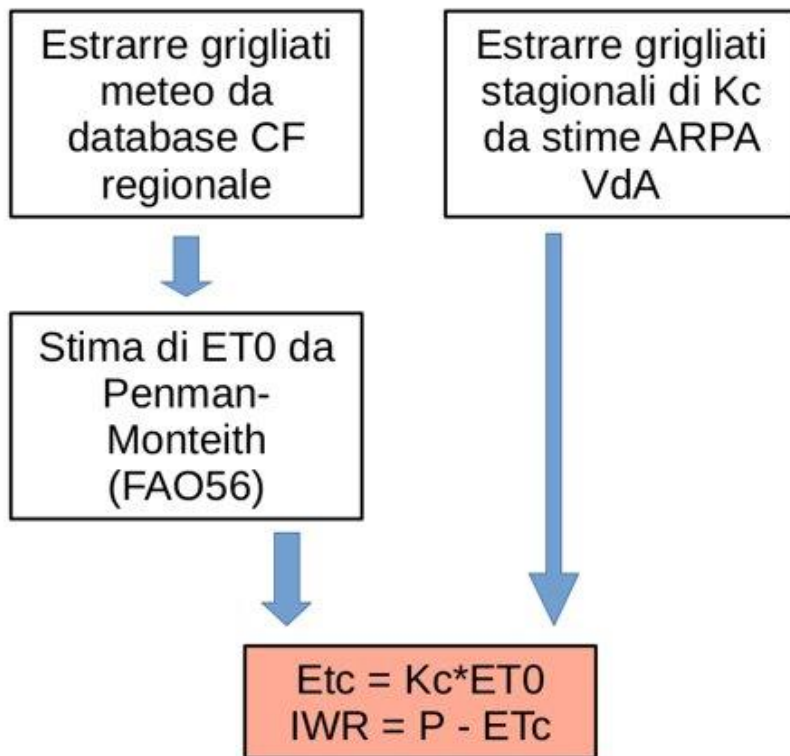 Estrarre grigliati
meteo da
database CF
regionale
Estrarre grigliati
stagionali di Kc
da stime ARPA
VdA
Stima di ET0 da
Penman-
Monteith
(FAO56)
Etc = Kc*ET0
IWR = P - ETc